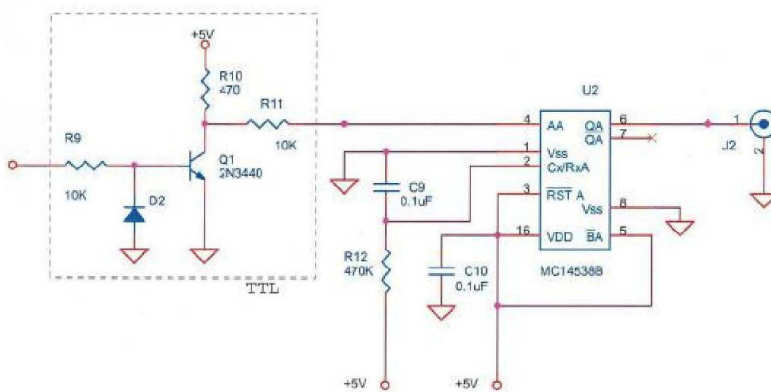 +5V
R10
470
R11
10K
R9
10K
Q1
2N3440
D2
TTL
U2
4
AA
QA
6
QA
7
1
Vss
2
Cx/RxA
3
RST A
Vss
8
16
VDD
BA
5
MC14538B
C9
0.1uF
R12
470K
C10
0.1uF
1
2
J2
+5V
+5V